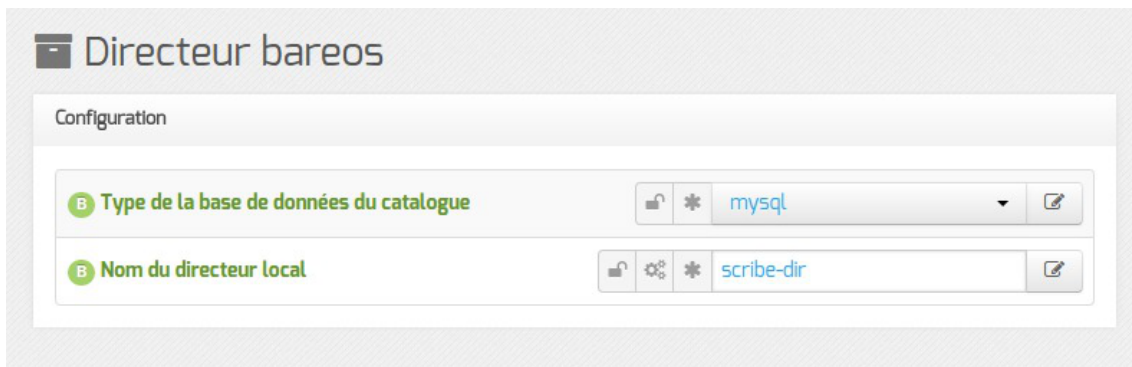 Directeur bareos
Configuration
B Type de la base de données du catalogue mysql
B Nom du directeur local scribe-dir